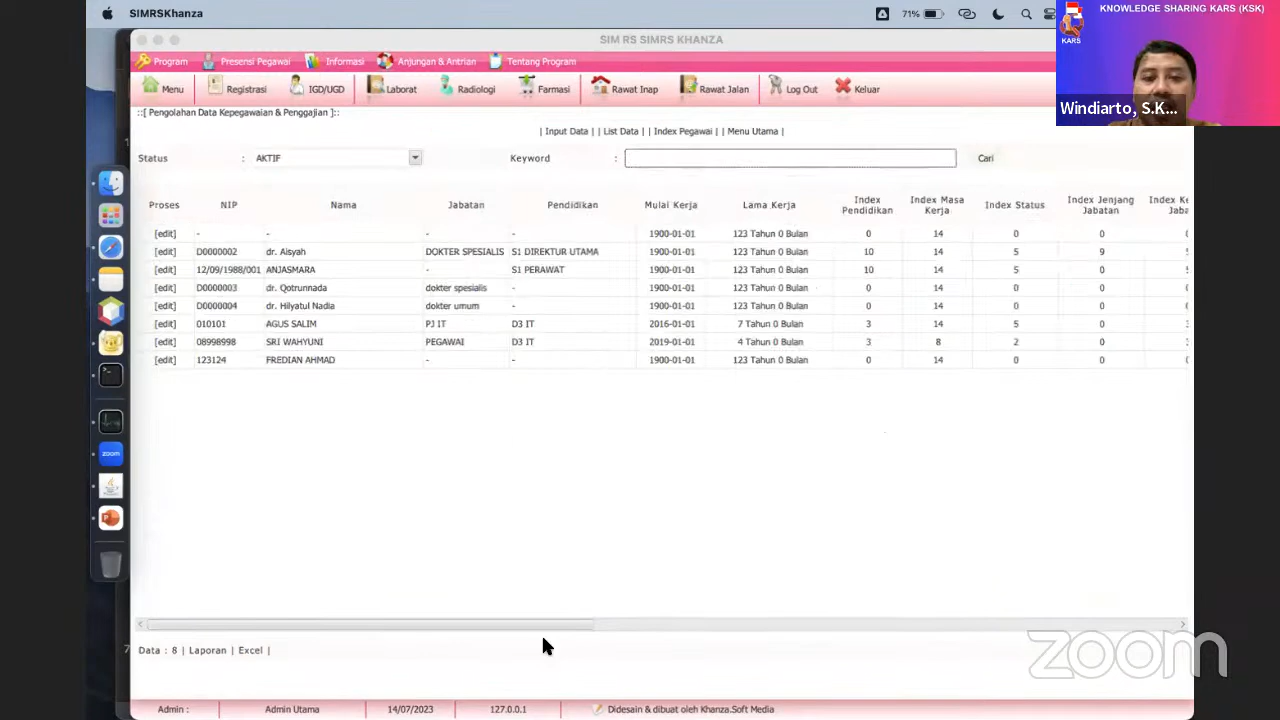 SIMRSKhanza 71%
KNOWLEDGE SHARING KARS (KSK)
KARS
Windiarto, S.K...
SIM RS SIMRS KHANZA
Program Presensi Pegawai Informasi Anjungan & Antrian Tentang Program
Menu Registrasi IGD/UGD Laborat Radiologi Farmasi Rawat Inap Rawat Jalan Log Out Keluar
::[ Pengolahan Data Kepegawaian & Penggajian ]::
| Input Data | | List Data | | Index Pegawai | | Menu Utama |
Status : AKTIF Keyword : Cari
Proses NIP Nama Jabatan Pendidikan Mulai Kerja Lama Kerja Index Pendidikan Index Masa Kerja Index Status Index Jenjang Jabatan
[edit] - - - - 1900-01-01 123 Tahun 0 Bulan 0 14 0 0
[edit] D0000002 dr. Aisyah DOKTER SPESIALIS S1 DIREKTUR UTAMA 1900-01-01 123 Tahun 0 Bulan 10 14 5 9
[edit] 12/09/1988/001 ANJASMARA - S1 PERAWAT 1900-01-01 123 Tahun 0 Bulan 10 14 5 0
[edit] D0000003 dr. Qotrunnada dokter spesialis - 1900-01-01 123 Tahun 0 Bulan 0 14 0 0
[edit] D0000004 dr. Hilyatul Nadia dokter umum - 1900-01-01 123 Tahun 0 Bulan 0 14 0 0
[edit] 010101 AGUS SALIM PJ IT D3 IT 2016-01-01 7 Tahun 0 Bulan 3 14 5 0
[edit] 08998998 SRI WAHYUNI PEGAWAI D3 IT 2019-01-01 4 Tahun 0 Bulan 3 8 2 0
[edit] 123124 FREDIAN AHMAD - - 1900-01-01 123 Tahun 0 Bulan 0 14 0 0
zoom
Data : 8 | Laporan | Excel |
zoom
Admin : Admin Utama 14/07/2023 127.0.0.1 Didesain & dibuat oleh Khanza.Soft Media